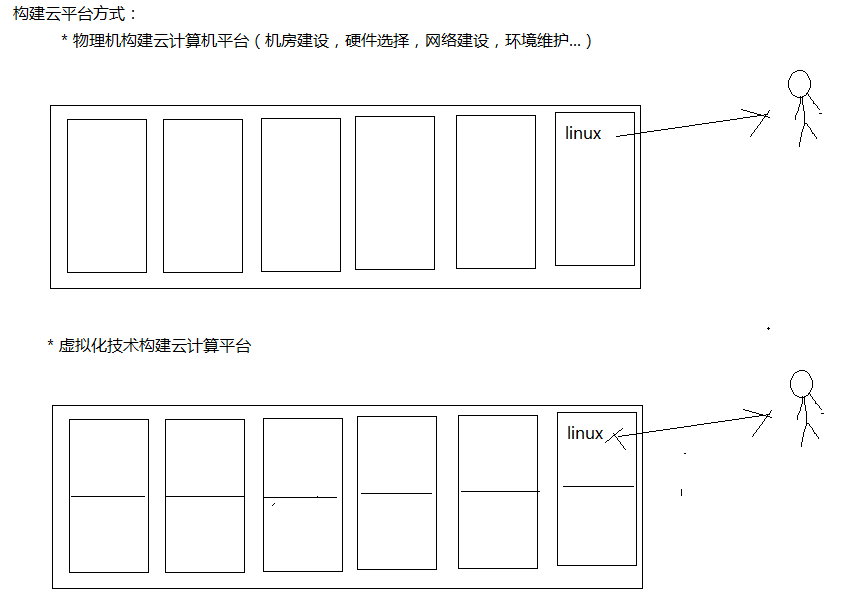 构建云平台方式：
* 物理机构建云计算机平台（机房建设，硬件选择，网络建设，环境维护...）
linux
* 虚拟化技术构建云计算平台
linux